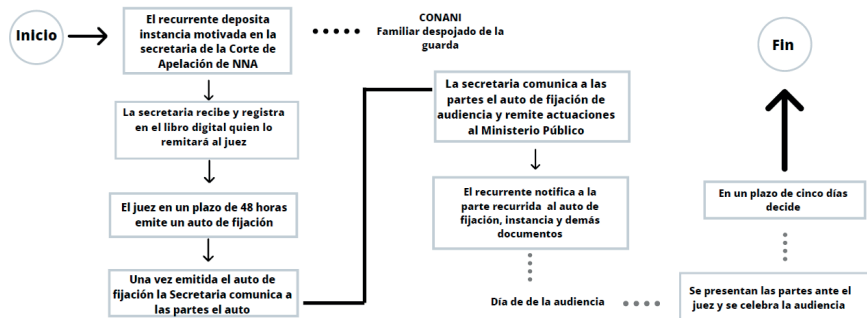 Inicio
El recurrente deposita
instancia motivada en la
secretaria de la Corte de
Apelación de NNA
CONANI
Familiar despojado de la
guarda
La secretaria recibe y registra
en el libro digital quien lo
remitará al juez
El juez en un plazo de 48 horas
emite un auto de fijación
Una vez emitida el auto de
fijación la Secretaria comunica a
las partes el auto
La secretaria comunica a las
partes el auto de fijación de
audiencia y remite actuaciones
al Ministerio Público
El recurrente notifica a la
parte recurrida al auto de
fijación, instancia y demás
documentos
Día de de la audiencia
Se presentan las partes ante el
juez y se celebra la audiencia
En un plazo de cinco días
decide
Fin